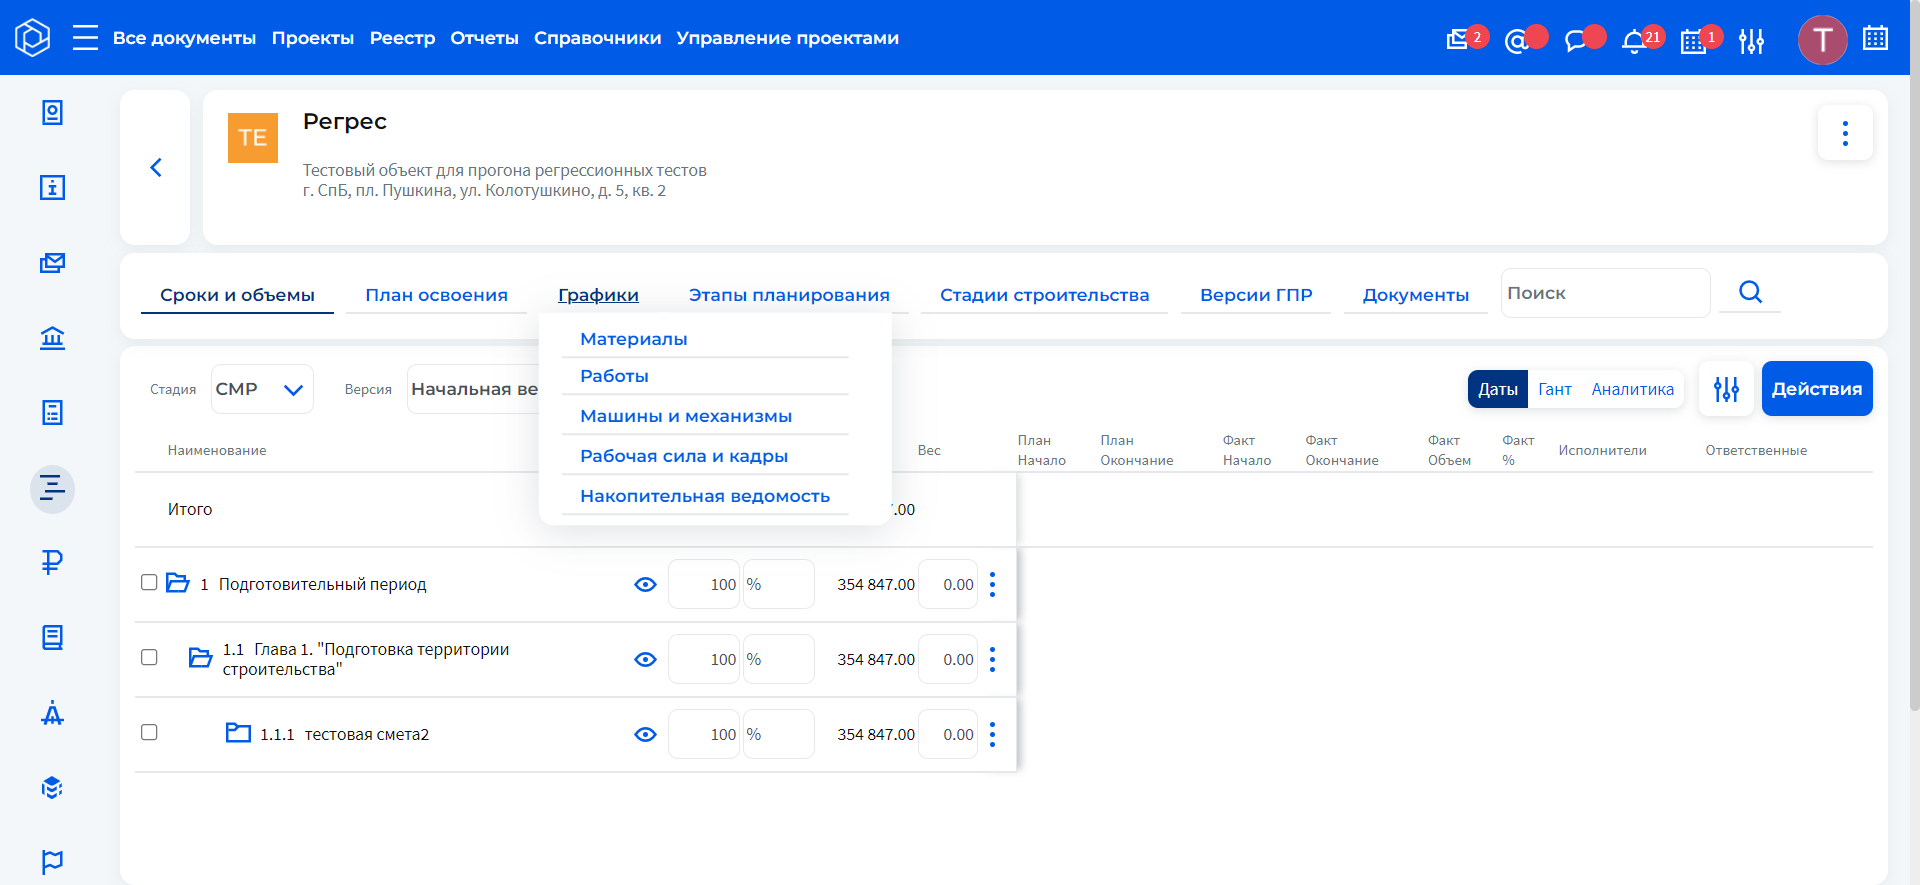 Все документы Проекты Реестр Отчеты Справочники Управление проектами
2 21 1 T
TE
Регрес
Тестовый объект для прогона регрессионных тестов
г. СпБ, пл. Пушкина, ул. Колотушкино, д. 5, кв. 2
Сроки и объемы План освоения Графики Этапы планирования Стадии строительства Версии ГПР Документы Поиск
Материалы
Работы
Машины и механизмы
Рабочая сила и кадры
Накопительная ведомость
Стадия СМР Версия Начальная ве Даты Гант Аналитика Действия
Наименование Вес План Начало План Окончание Факт Начало Факт Окончание Факт Объем Факт % Исполнители Ответственные
Итого .00
1 Подготовительный период 100 % 354 847.00 0.00
1.1 Глава 1. "Подготовка территории
строительства" 100 % 354 847.00 0.00
1.1.1 тестовая смета2 100 % 354 847.00 0.00